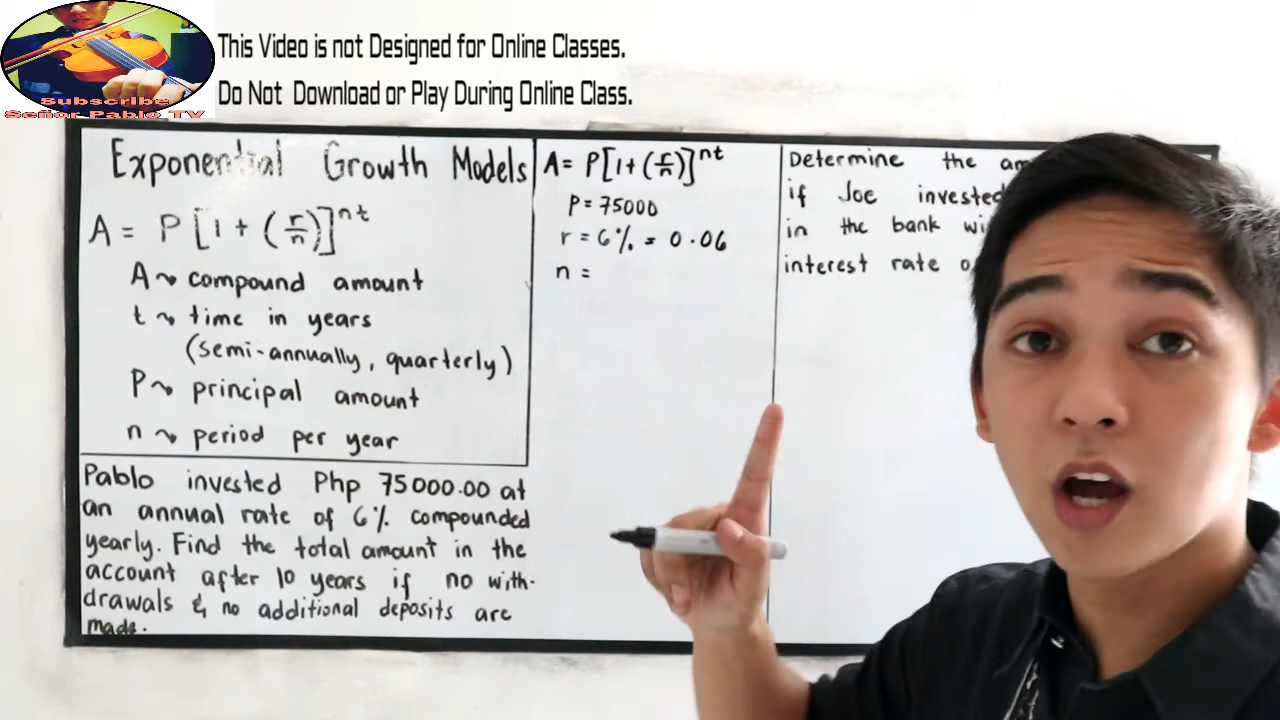 This Video is not Designed for Online Classes.
Do Not Download or Play During Online Class.
Subscribe
Señor Pablo TV
Exponential Growth Models
A = P[1 + (r/n)]^nt
A ~ compound amount
t ~ time in years
(semi-annually, quarterly)
P ~ principal amount
n ~ period per year
Pablo invested Php 75000.00 at
an annual rate of 6% compounded
yearly. Find the total amount in the
account after 10 years if no with-
drawals & no additional deposits are
made.
A = P[1 + (r/n)]^nt
P = 75000
r = 6% = 0.06
n =
Determine the
if Joe invested
in the bank
interest rate